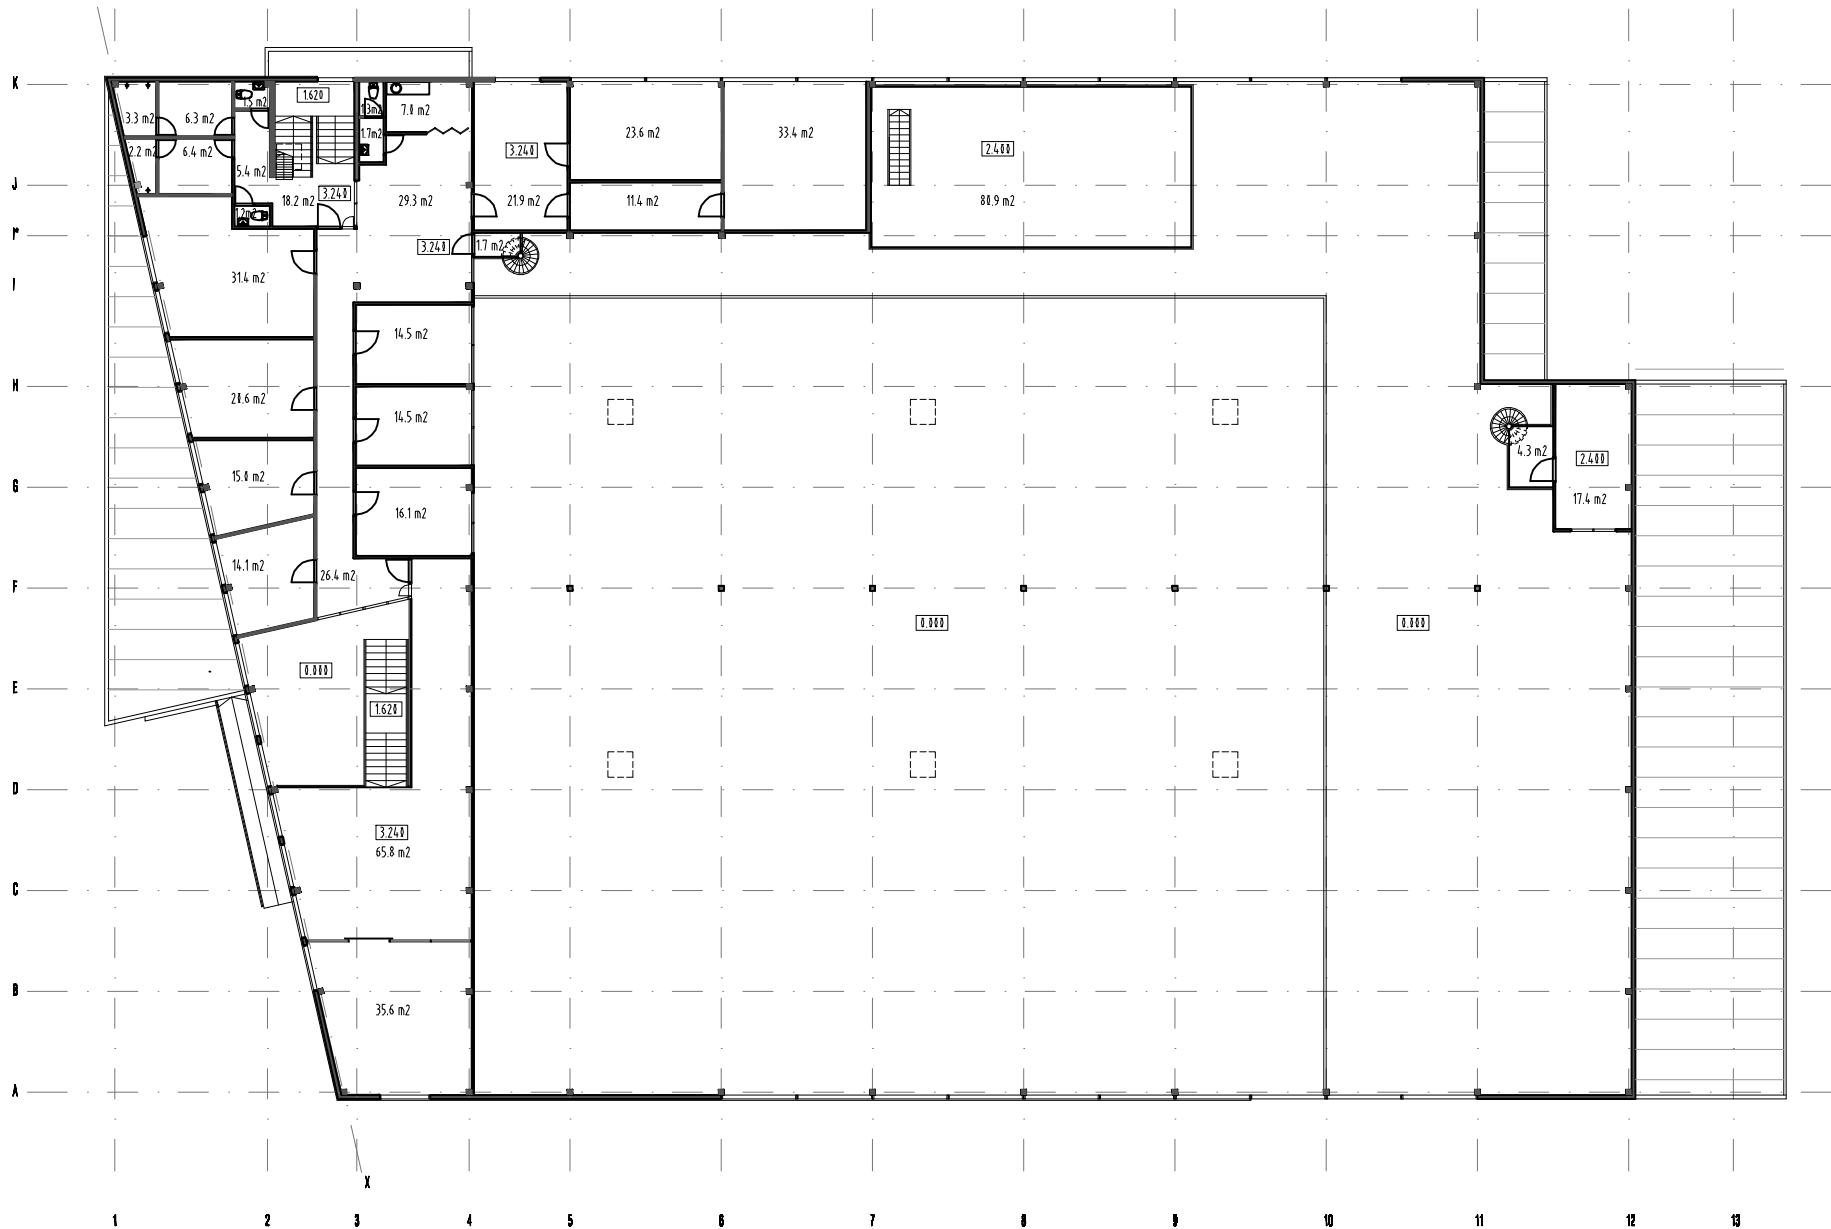 K
1.620
1.5 m2
1.3m2
7.0 m2
3.3 m2
6.3 m2
1.7m2
23.6 m2
33.4 m2
2.2 m2
6.4 m2
3.240
2.400
5.4 m2
J
18.2 m2
3.240
29.3 m2
21.9 m2
11.4 m2
80.9 m2
1.2m2
I'
3.240
1.7 m2
I
31.4 m2
14.5 m2
H
20.6 m2
14.5 m2
4.3 m2
2.400
15.0 m2
G
16.1 m2
17.4 m2
14.1 m2
26.4 m2
F
0.000
0.000
0.000
E
1.620
D
3.240
65.8 m2
C
B
35.6 m2
A
X
1 2 3 4 5 6 7 8 9 10 11 12 13